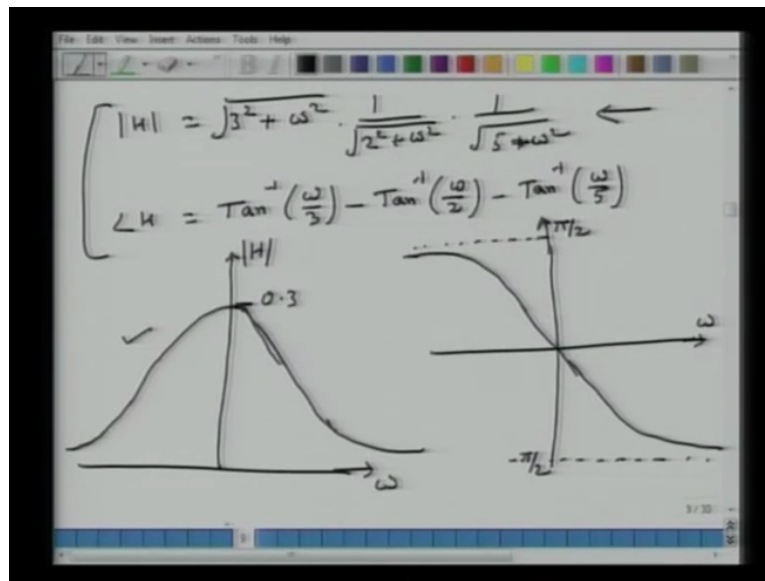 File Edit View Insert Actions Tools Help
|H| = √(3² + ω²) · 1/√(2² + ω²) · 1/√(5 + ω²) ←
∠H = Tan⁻¹(ω/3) − Tan⁻¹(ω/2) − Tan⁻¹(ω/5)
|H|
π/2
0.3
ω
-π/2
ω
9